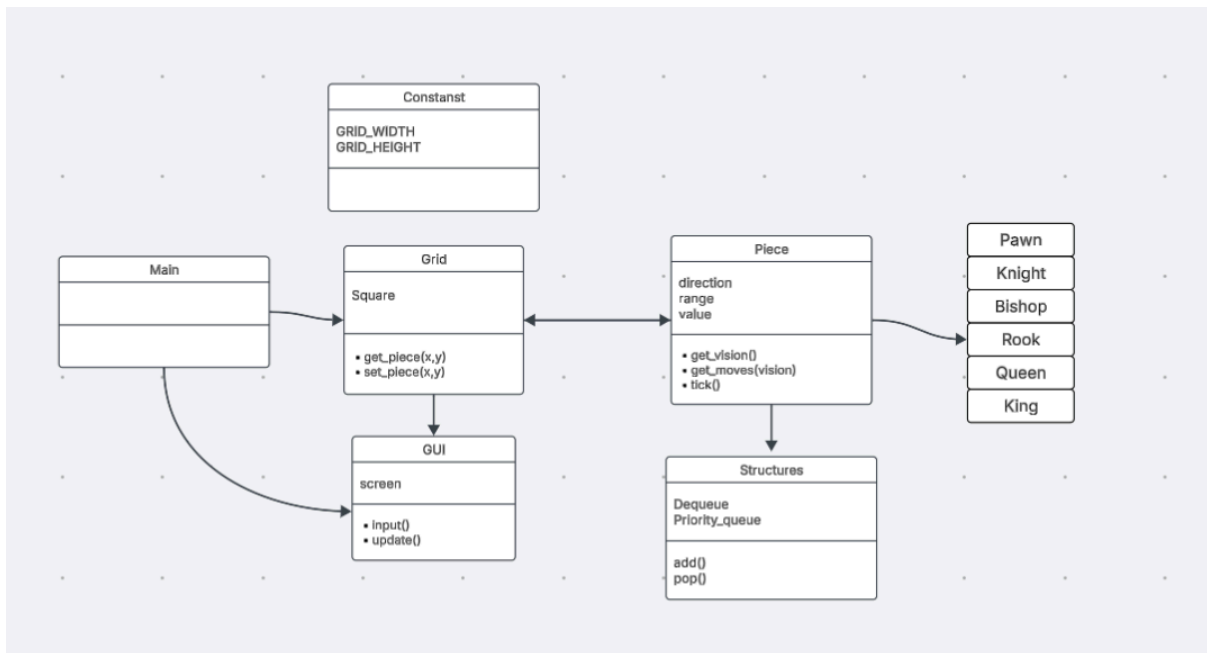 Constanst
GRID_WIDTH
GRID_HEIGHT
Main
Grid
Square
▪ get_piece(x,y)
▪ set_piece(x,y)
GUI
screen
▪ input()
▪ update()
Piece
direction
range
value
▪ get_vision()
▪ get_moves(vision)
▪ tick()
Structures
Dequeue
Priority_queue
add()
pop()
Pawn
Knight
Bishop
Rook
Queen
King